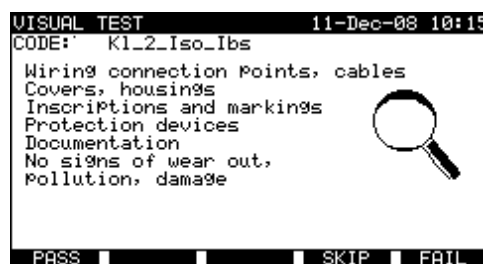 VISUAL TEST 11-Dec-08 10:15
CODE: Kl_2_Iso_Ibs
Wiring connection points, cables
Covers, housings
Inscriptions and markings
Protection devices
Documentation
No signs of wear out,
pollution, damage
PASS SKIP FAIL